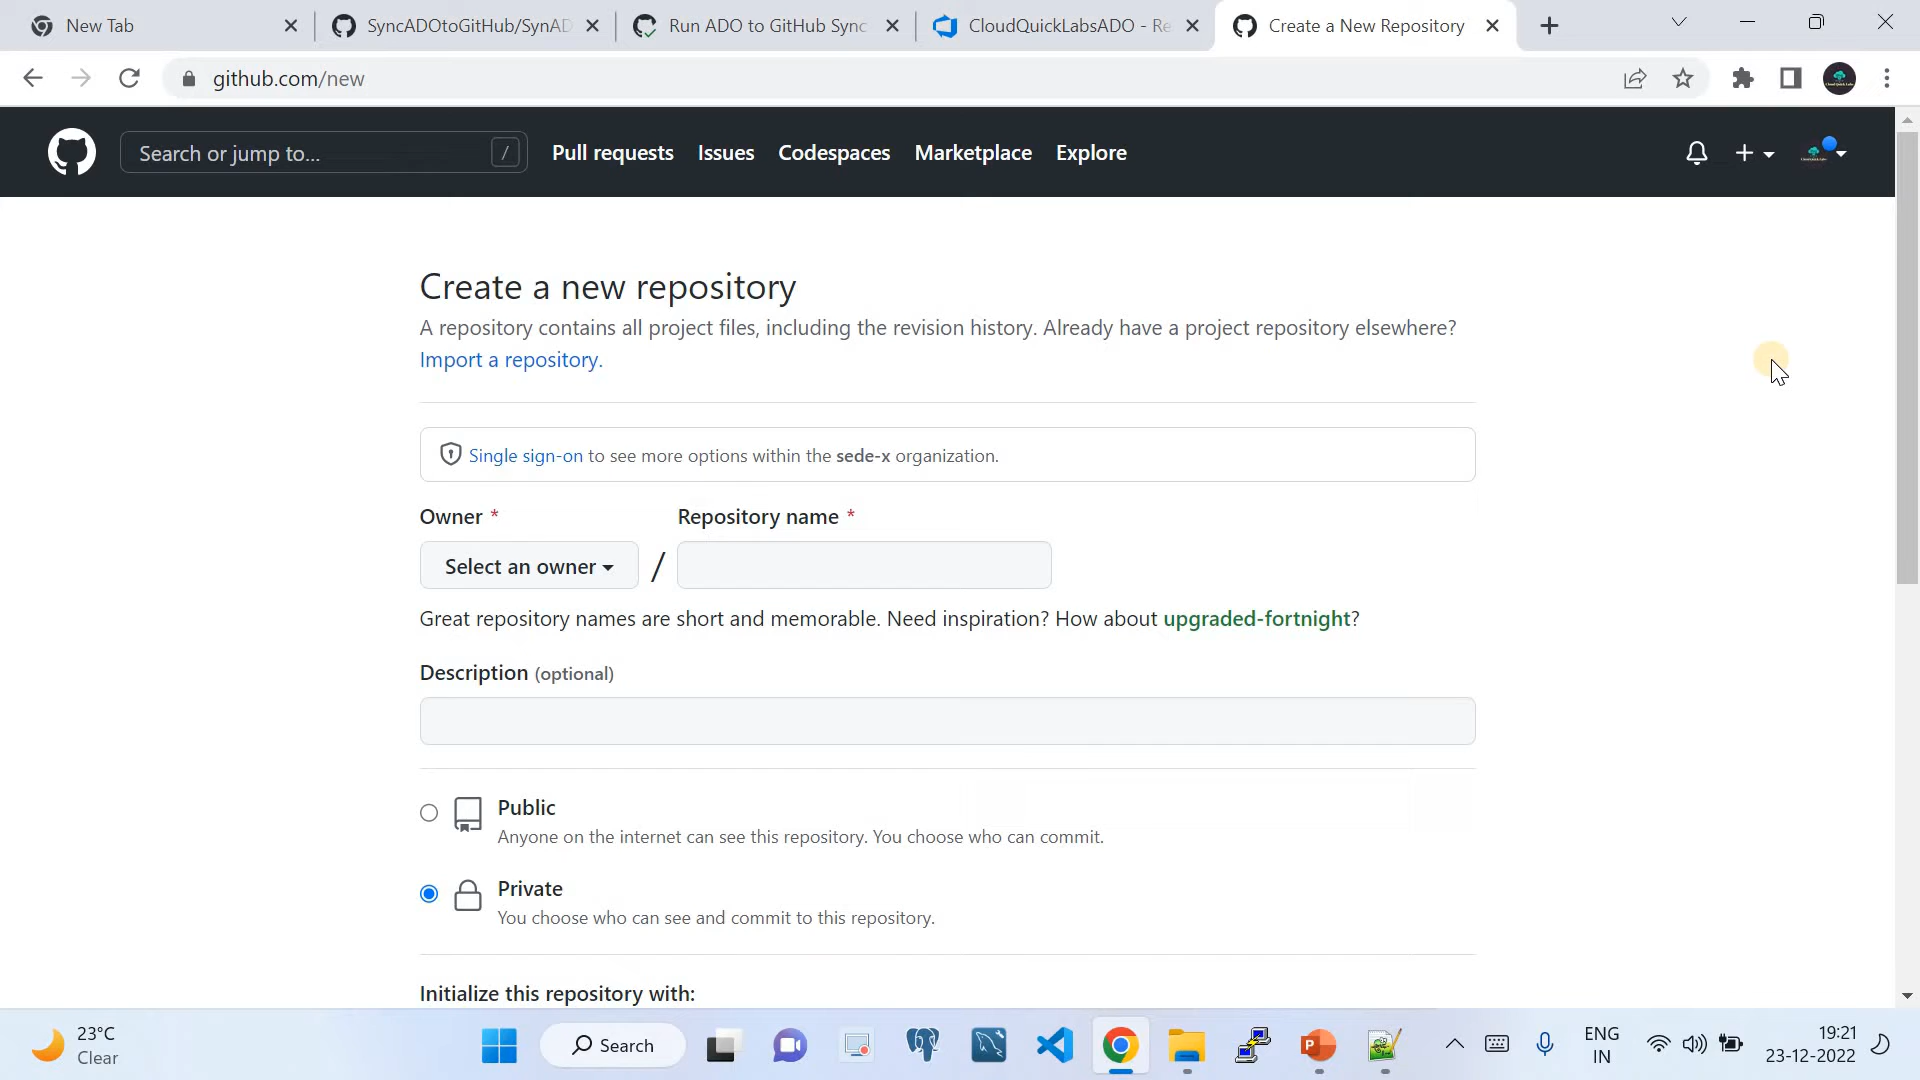 New Tab
SyncADOtoGitHub/SynAD
Run ADO to GitHub Sync
CloudQuickLabsADO - Re
Create a New Repository
github.com/new
Search or jump to...
/
Pull requests
Issues
Codespaces
Marketplace
Explore
Create a new repository
A repository contains all project files, including the revision history. Already have a project repository elsewhere?
Import a repository.
Single sign-on to see more options within the sede-x organization.
Owner *
Repository name *
Select an owner
/
Great repository names are short and memorable. Need inspiration? How about upgraded-fortnight?
Description (optional)
Public
Anyone on the internet can see this repository. You choose who can commit.
Private
You choose who can see and commit to this repository.
Initialize this repository with:
23°C
Clear
Search
ENG
IN
19:21
23-12-2022